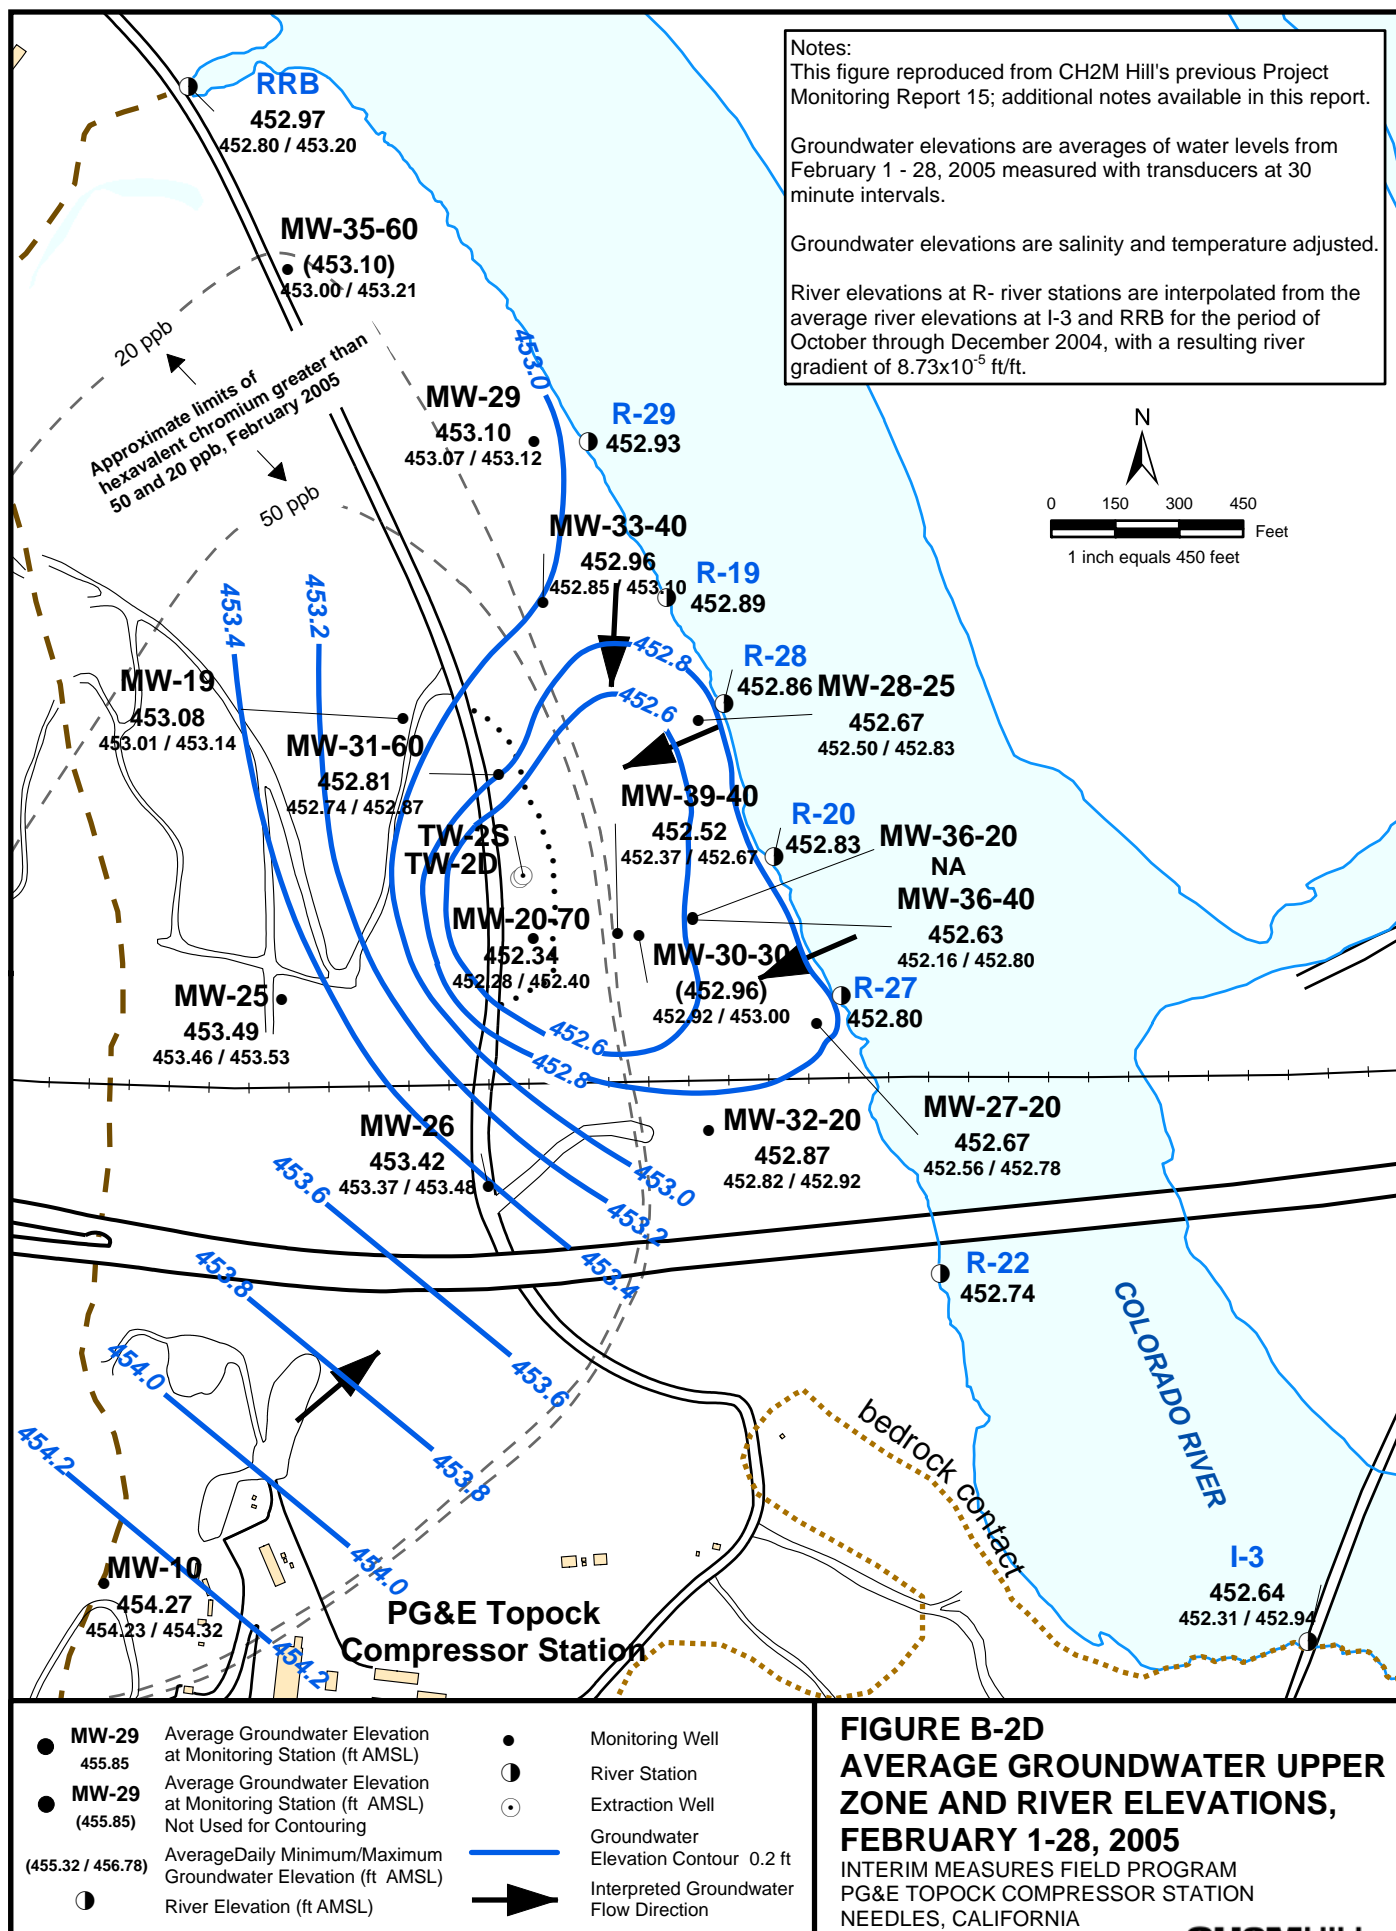 Notes:
This figure reproduced from CH2M Hill's previous Project
Monitoring Report 15; additional notes available in this report.
Groundwater elevations are averages of water levels from
February 1 - 28, 2005 measured with transducers at 30
minute intervals.
Groundwater elevations are salinity and temperature adjusted.
River elevations at R- river stations are interpolated from the
average river elevations at I-3 and RRB for the period of
October through December 2004, with a resulting river
gradient of 8.73x10-5 ft/ft.
RRB
452.97
452.80 / 453.20
MW-35-60
(453.10)
453.00 / 453.21
20 ppb
Approximate limits of
hexavalent chromium greater than
50 and 20 ppb, February 2005
50 ppb
453.0
MW-29
453.10
453.07 / 453.12
R-29
452.93
N
0 150 300 450
Feet
1 inch equals 450 feet
MW-33-40
452.96
452.85 / 453.10
R-19
452.89
453.4
453.2
452.8
452.6
R-28
452.86
MW-28-25
452.67
452.50 / 452.83
MW-19
453.08
453.01 / 453.14
MW-31-60
452.81
452.74 / 452.87
MW-39-40
452.52
452.37 / 452.67
R-20
452.83
TW-2S
TW-2D
MW-36-20
NA
MW-36-40
452.63
452.16 / 452.80
MW-20-70
452.34
452.28 / 452.40
MW-30-30
(452.96)
452.92 / 453.00
R-27
452.80
MW-25
453.49
453.46 / 453.53
452.6
452.8
MW-26
453.42
453.37 / 453.48
MW-32-20
452.87
452.82 / 452.92
MW-27-20
452.67
452.56 / 452.78
453.6
453.0
453.2
453.4
453.8
R-22
452.74
454.0
453.6
COLORADO RIVER
454.2
453.8
bedrock contact
MW-10
454.27
454.23 / 454.32
454.0
454.2
PG&E Topock
Compressor Station
I-3
452.64
452.31 / 452.94
MW-29
455.85
Average Groundwater Elevation
at Monitoring Station (ft AMSL)
MW-29
(455.85)
Average Groundwater Elevation
at Monitoring Station (ft AMSL)
Not Used for Contouring
(455.32 / 456.78)
AverageDaily Minimum/Maximum
Groundwater Elevation (ft AMSL)
River Elevation (ft AMSL)
Monitoring Well
River Station
Extraction Well
Groundwater
Elevation Contour 0.2 ft
Interpreted Groundwater
Flow Direction
FIGURE B-2D
AVERAGE GROUNDWATER UPPER
ZONE AND RIVER ELEVATIONS,
FEBRUARY 1-28, 2005
INTERIM MEASURES FIELD PROGRAM
PG&E TOPOCK COMPRESSOR STATION
NEEDLES, CALIFORNIA